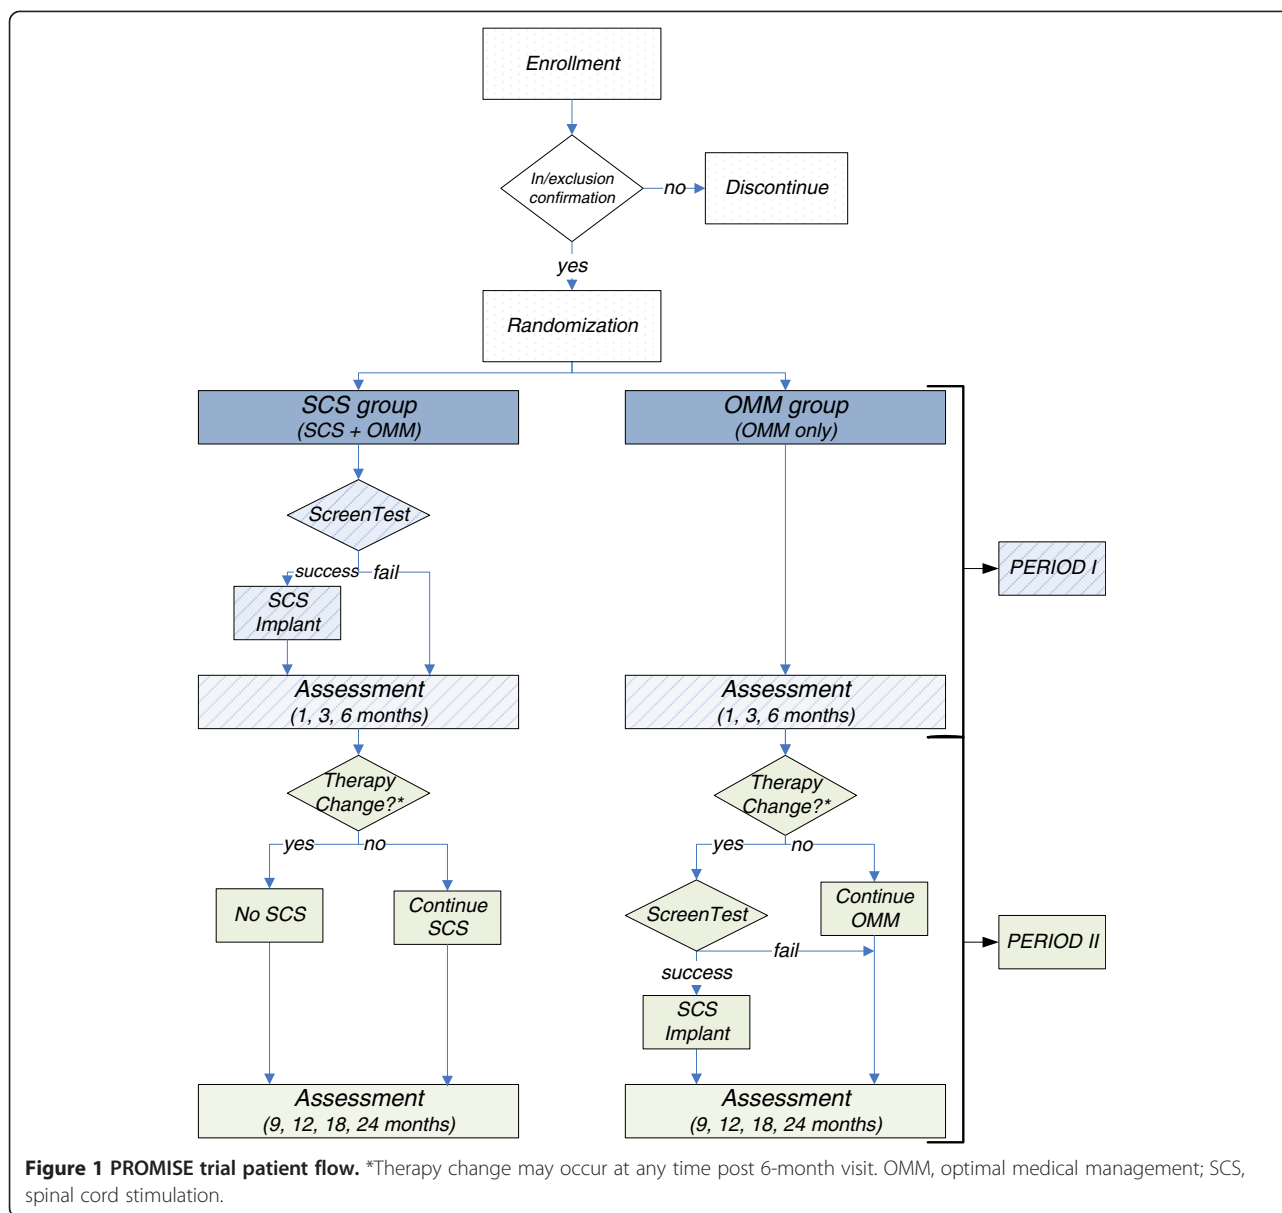 Enrollment
In/exclusion
confirmation
no
Discontinue
yes
Randomization
SCS group
(SCS + OMM)
OMM group
(OMM only)
ScreenTest
success
fail
SCS
Implant
PERIOD I
Assessment
(1, 3, 6 months)
Assessment
(1, 3, 6 months)
Therapy
Change?*
Therapy
Change?*
yes
no
yes
no
No SCS
Continue
SCS
ScreenTest
Continue
OMM
fail
success
SCS
Implant
PERIOD II
Assessment
(9, 12, 18, 24 months)
Assessment
(9, 12, 18, 24 months)
Figure 1 PROMISE trial patient flow. *Therapy change may occur at any time post 6-month visit. OMM, optimal medical management; SCS,
spinal cord stimulation.